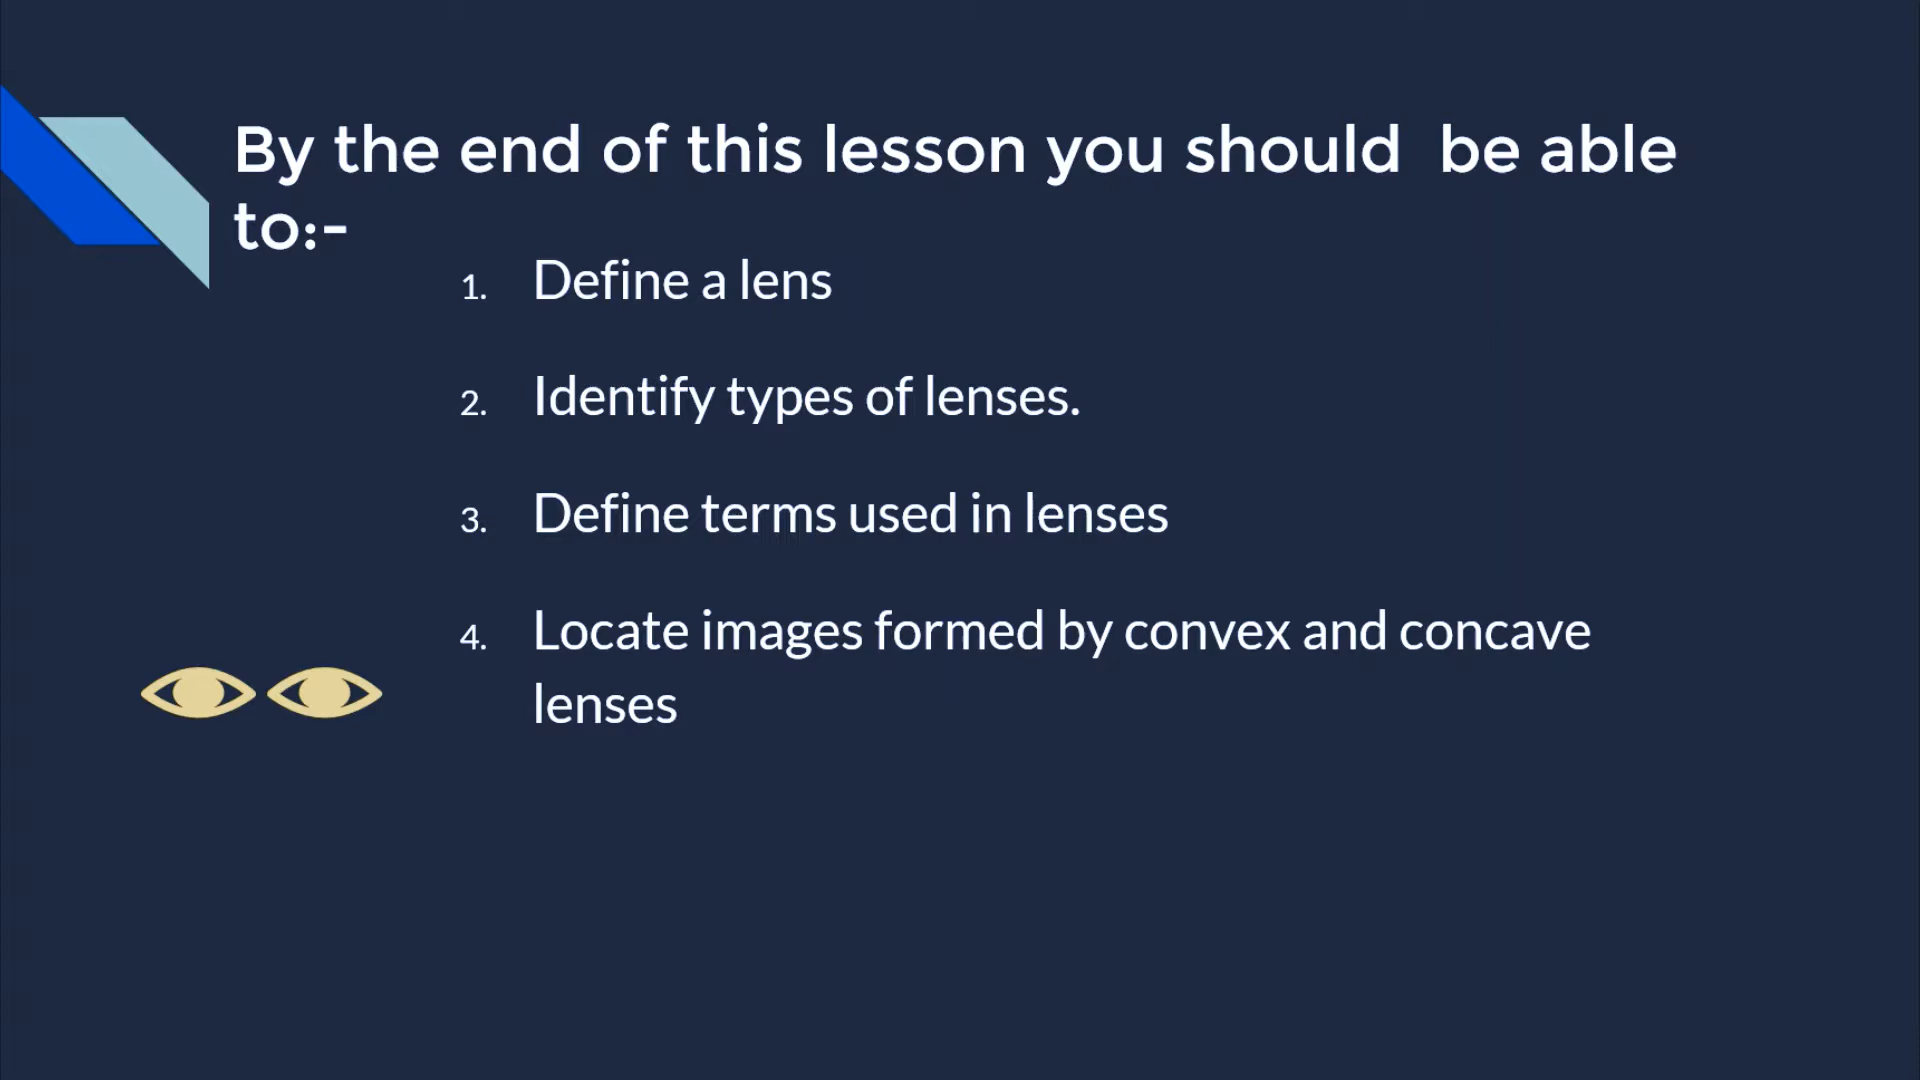 By the end of this lesson you should  be able
to:-
1. Define a lens
2. Identify types of lenses.
3. Define terms used in lenses
4. Locate images formed by convex and concave
lenses